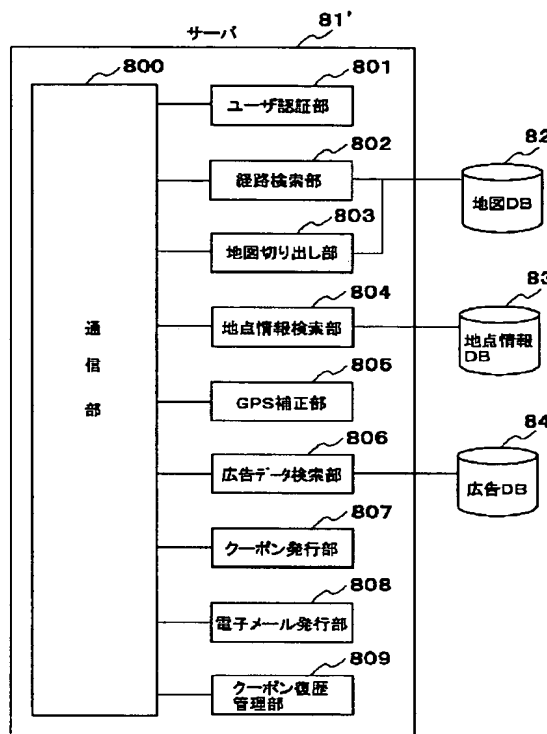 サーバ
81'
800
通信部
801
ユーザ認証部
802
経路検索部
803
地図切り出し部
804
地点情報検索部
805
GPS補正部
806
広告データ検索部
807
クーポン発行部
808
電子メール発行部
809
クーポン復歴
管理部
82
地図DB
83
地点情報
DB
84
広告DB